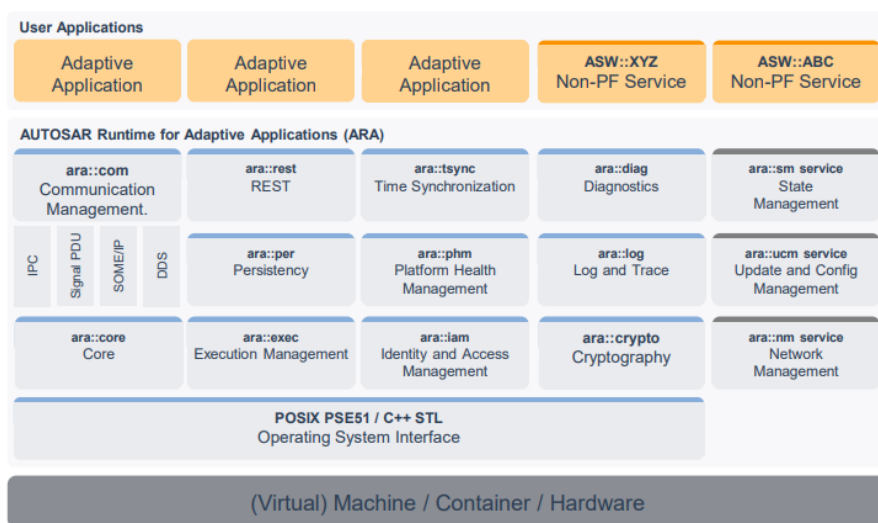 User Applications
Adaptive
Application
Adaptive
Application
Adaptive
Application
ASW::XYZ
Non-PF Service
ASW::ABC
Non-PF Service
AUTOSAR Runtime for Adaptive Applications (ARA)
ara::com
Communication
Management.
ara::rest
REST
ara::tsync
Time Synchronization
ara::diag
Diagnostics
ara::sm service
State
Management
IPC
Signal PDU
SOME/IP
DDS
ara::per
Persistency
ara::phm
Platform Health
Management
ara::log
Log and Trace
ara::ucm service
Update and Config
Management
ara::core
Core
ara::exec
Execution Management
ara::iam
Identity and Access
Management
ara::crypto
Cryptography
ara::nm service
Network
Management
POSIX PSE51 / C++ STL
Operating System Interface
(Virtual) Machine / Container / Hardware